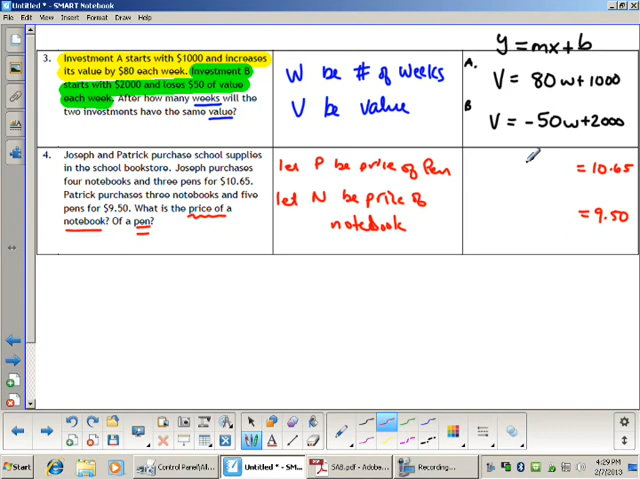 Untitled * - SMART Notebook
File Edit View Insert Format Tools Add-ons Draw Help
y = mx + b
3. Investment A starts with $1000 and increases
its value by $80 each week. Investment B
starts with $2000 and loses $50 of value
each week. After how many weeks will the
two investments have the same value?
W be # of weeks
V be value
A.
V = 80w + 1000
B
V = -50w + 2000
4. Joseph and Patrick purchase school supplies
in the school bookstore. Joseph purchases
four notebooks and three pens for $10.65.
Patrick purchases three notebooks and five
pens for $9.50. What is the price of a
notebook? Of a pen?
let P be price of Pen
let N be price of
notebook
= 10.65
= 9.50
Start
Control Panel\Al...
Untitled * - SM...
SAB.pdf - Adobe...
Recording...
4:29 PM
2/7/2013